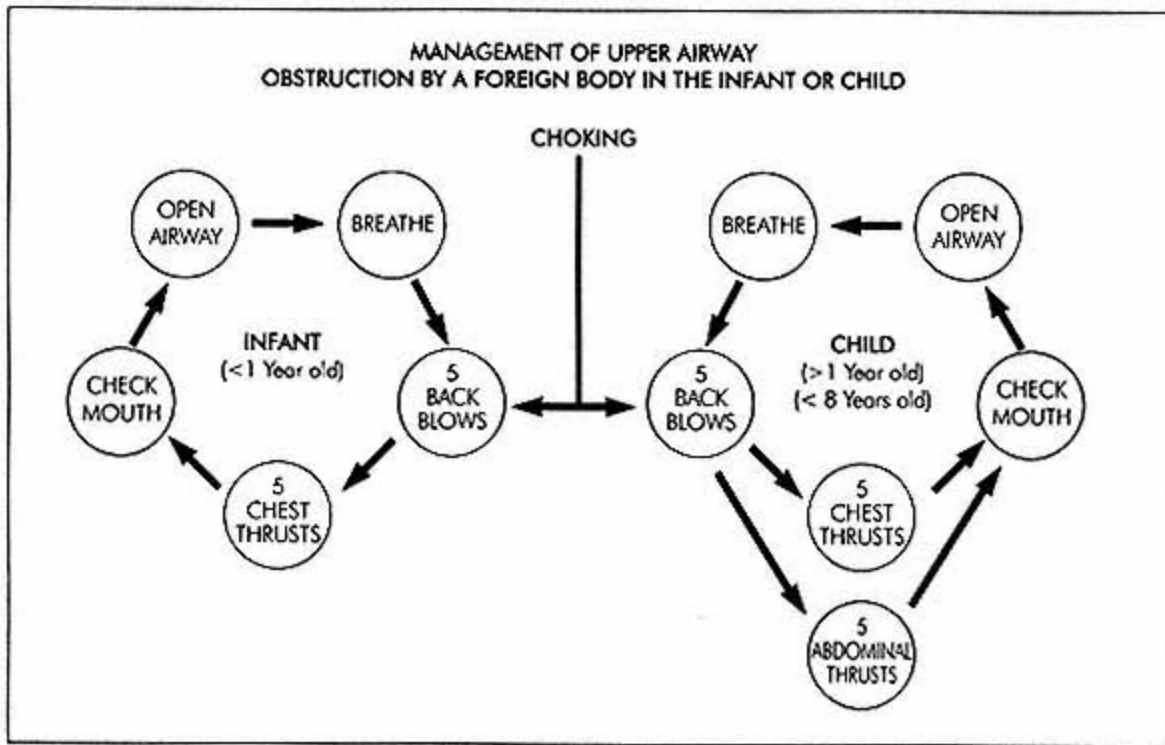 MANAGEMENT OF UPPER AIRWAY
OBSTRUCTION BY A FOREIGN BODY IN THE INFANT OR CHILD
CHOKING
OPEN
AIRWAY
BREATHE
INFANT
(<1 Year old)
CHECK
MOUTH
5
BACK
BLOWS
5
CHEST
THRUSTS
BREATHE
OPEN
AIRWAY
CHILD
(>1 Year old)
(< 8 Years old)
5
BACK
BLOWS
CHECK
MOUTH
5
CHEST
THRUSTS
5
ABDOMINAL
THRUSTS